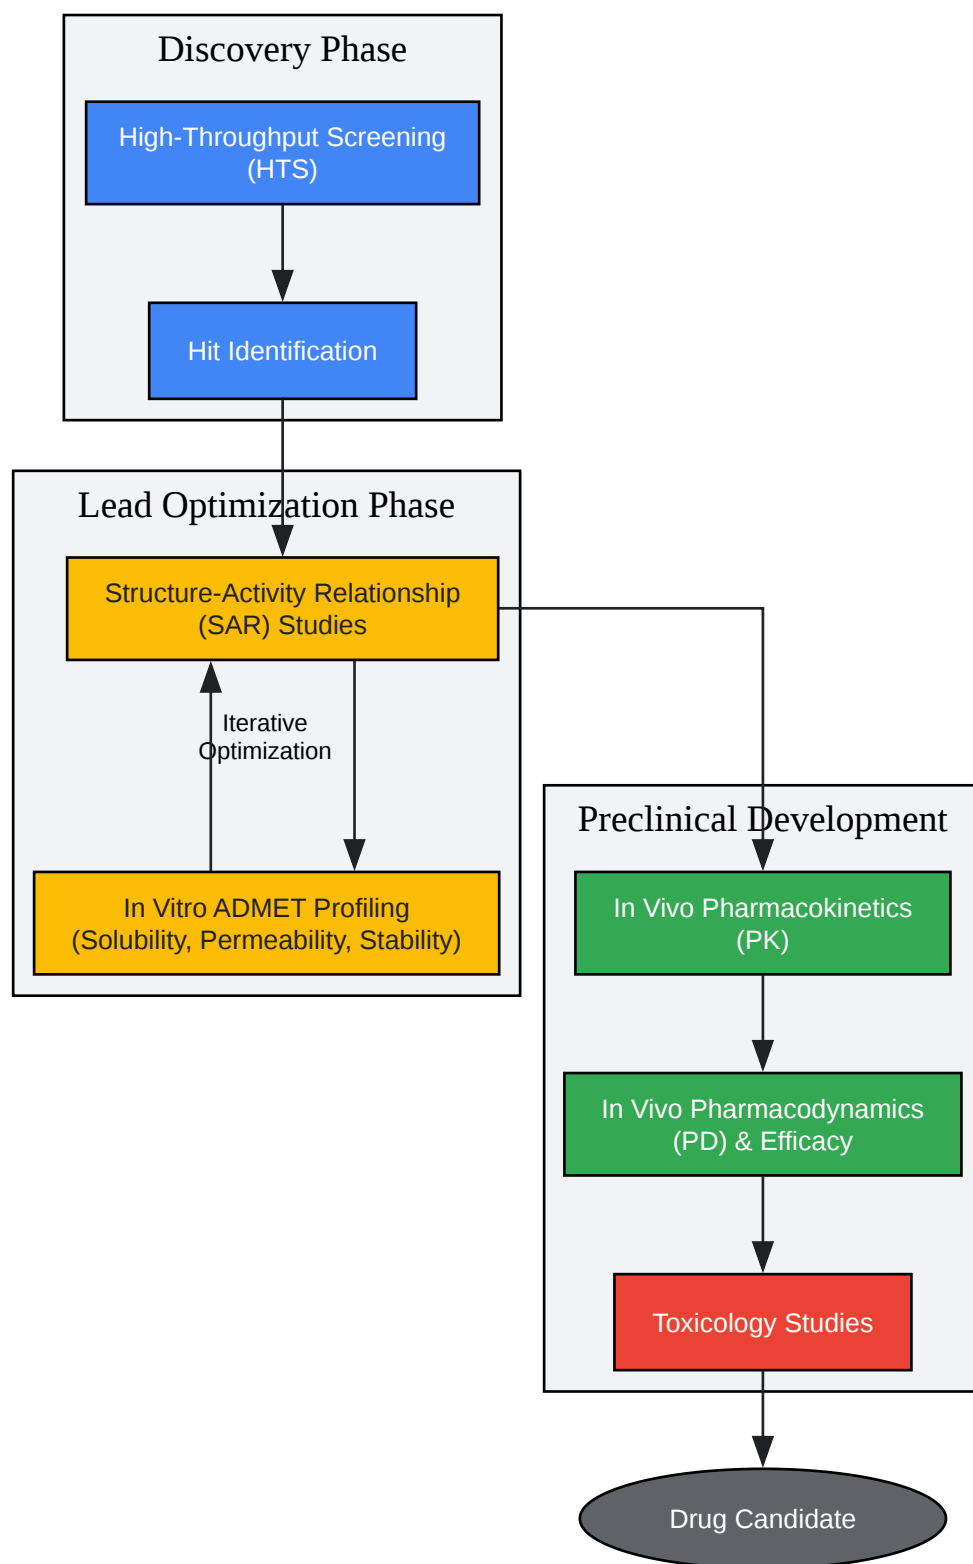 Discovery Phase
High-Throughput Screening
(HTS)
Hit Identification
Lead Optimization Phase
Structure-Activity Relationship
(SAR) Studies
Iterative
Optimization
In Vitro ADMET Profiling
(Solubility, Permeability, Stability)
Preclinical Development
In Vivo Pharmacokinetics
(PK)
In Vivo Pharmacodynamics
(PD) & Efficacy
Toxicology Studies
Drug Candidate